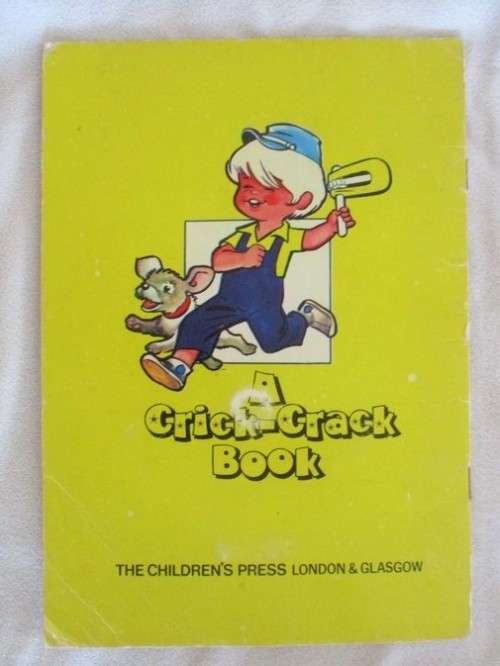 A
Crick-Crack
Book
THE CHILDREN'S PRESS LONDON & GLASGOW